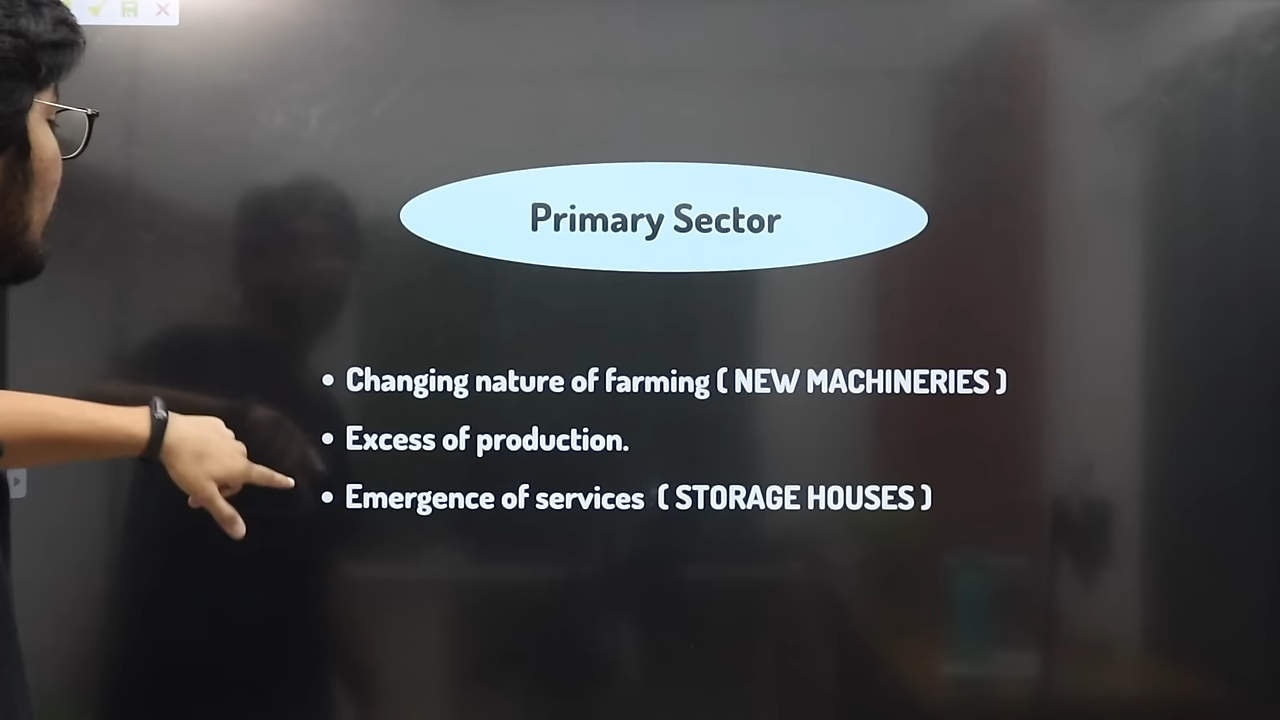 Primary Sector
• Changing nature of farming ( NEW MACHINERIES )
• Excess of production.
• Emergence of services ( STORAGE HOUSES )